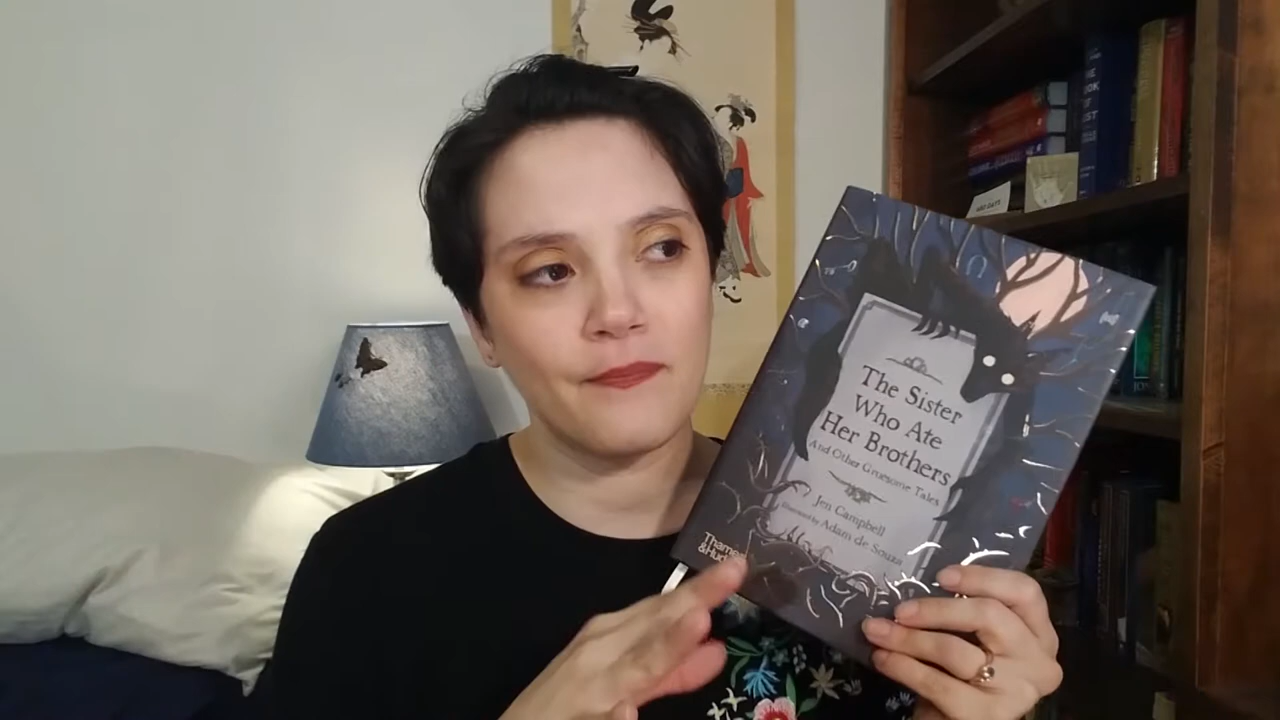 The Sister
Who Ate
Her Brothers
And Other Gruesome Tales
Jen Campbell
Illustrated by Adam de Souza